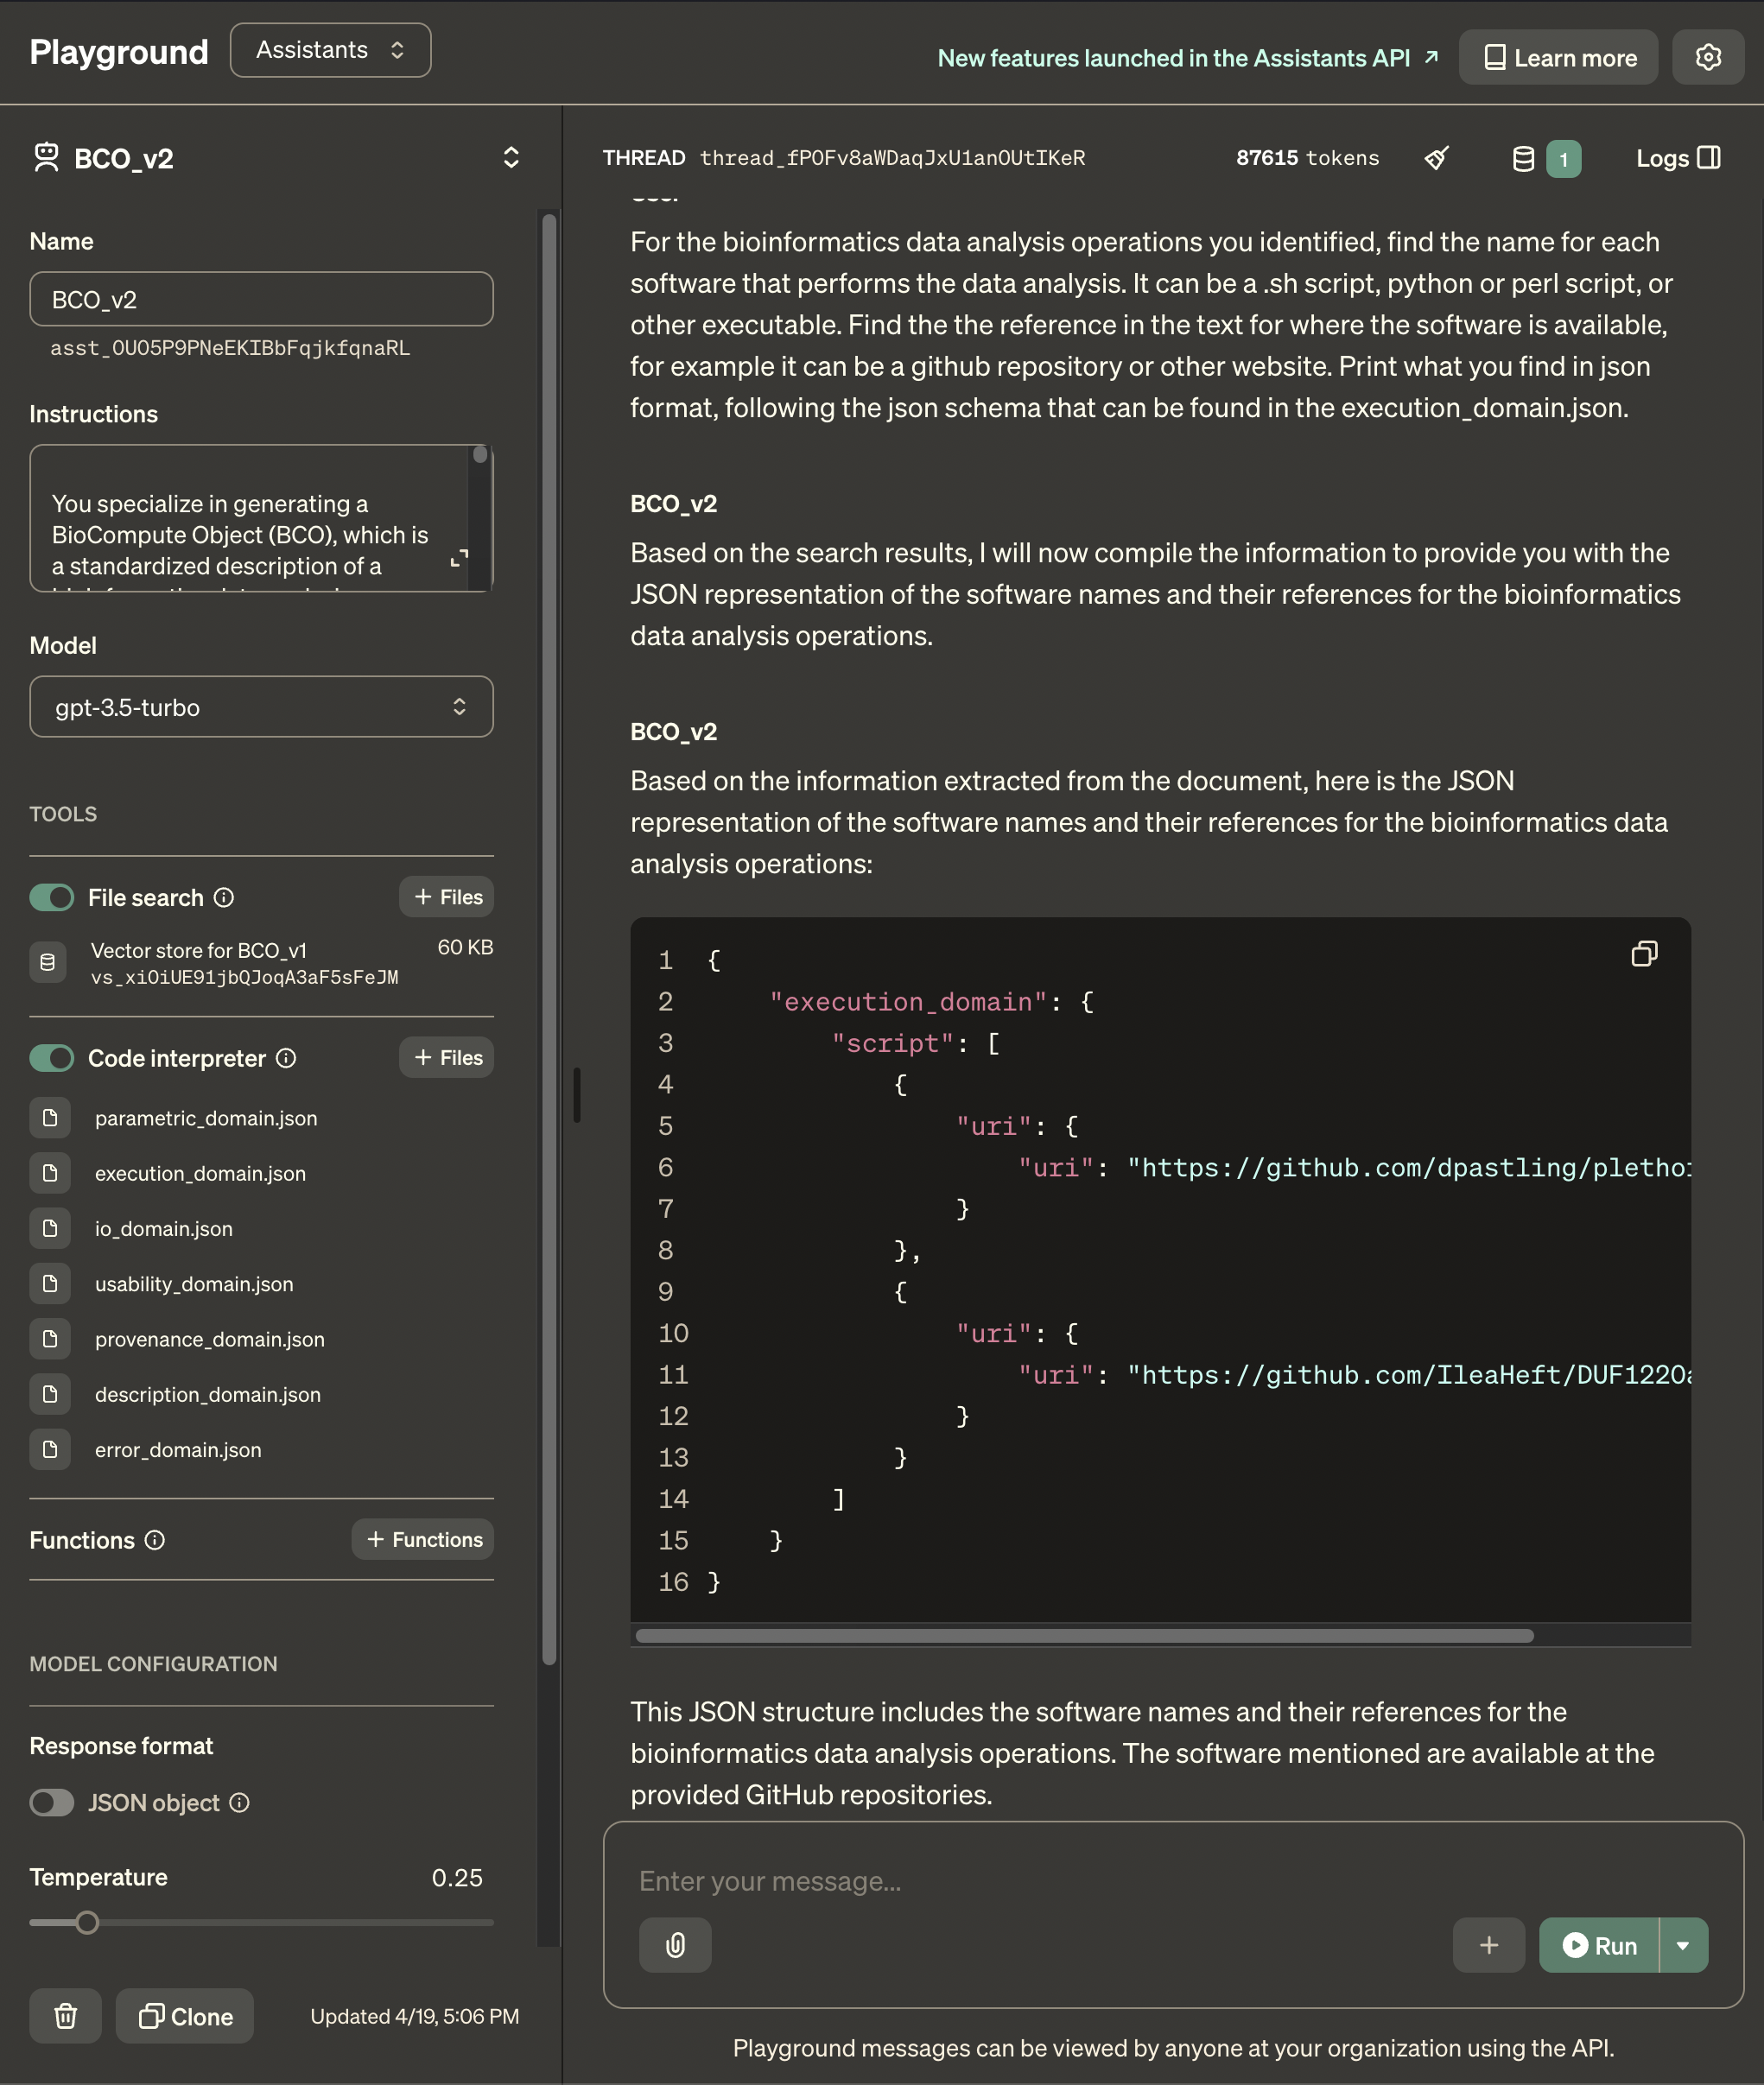 Playground
Assistants
New features launched in the Assistants API
Learn more
BCO_v2
Name
BCO_v2
asst_OUO5P9PNeEKIBbFqjkfqnaRL
Instructions
You specialize in generating a
BioCompute Object (BCO), which is
a standardized description of a
Model
gpt-3.5-turbo
TOOLS
File search
+ Files
Vector store for BCO_v1
60 KB
vs_xiOiUE91jbQJoqA3aF5sFeJM
Code interpreter
+ Files
parametric_domain.json
execution_domain.json
io_domain.json
usability_domain.json
provenance_domain.json
description_domain.json
error_domain.json
Functions
+ Functions
MODEL CONFIGURATION
Response format
JSON object
Temperature
0.25
Clone
Updated 4/19, 5:06 PM
THREAD thread_fPOFv8aWDaqJxU1anOUtIKeR
87615 tokens
1
Logs
User
For the bioinformatics data analysis operations you identified, find the name for each
software that performs the data analysis. It can be a .sh script, python or perl script, or
other executable. Find the the reference in the text for where the software is available,
for example it can be a github repository or other website. Print what you find in json
format, following the json schema that can be found in the execution_domain.json.
BCO_v2
Based on the search results, I will now compile the information to provide you with the
JSON representation of the software names and their references for the bioinformatics
data analysis operations.
BCO_v2
Based on the information extracted from the document, here is the JSON
representation of the software names and their references for the bioinformatics data
analysis operations:
1 {
2 "execution_domain": {
3 "script": [
4 {
5 "uri": {
6 "uri": "https://github.com/dpastling/pletho
7 }
8 },
9 {
10 "uri": {
11 "uri": "https://github.com/IleaHeft/DUF1220
12 }
13 }
14 ]
15 }
16 }
This JSON structure includes the software names and their references for the
bioinformatics data analysis operations. The software mentioned are available at the
provided GitHub repositories.
Enter your message...
Run
Playground messages can be viewed by anyone at your organization using the API.